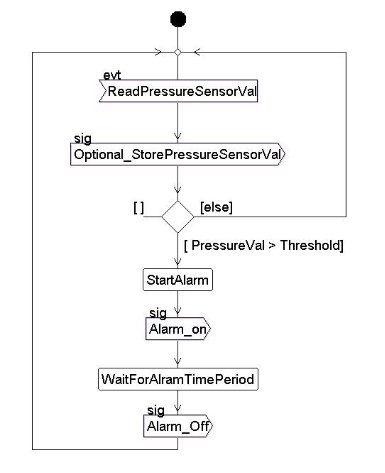 evt
ReadPressureSensorVal
sig
Optional_StorePressureSensorVal
[ ] [else]
[ PressureVal > Threshold]
StartAlarm
sig
Alarm_on
WaitForAlramTimePeriod
sig
Alarm_Off